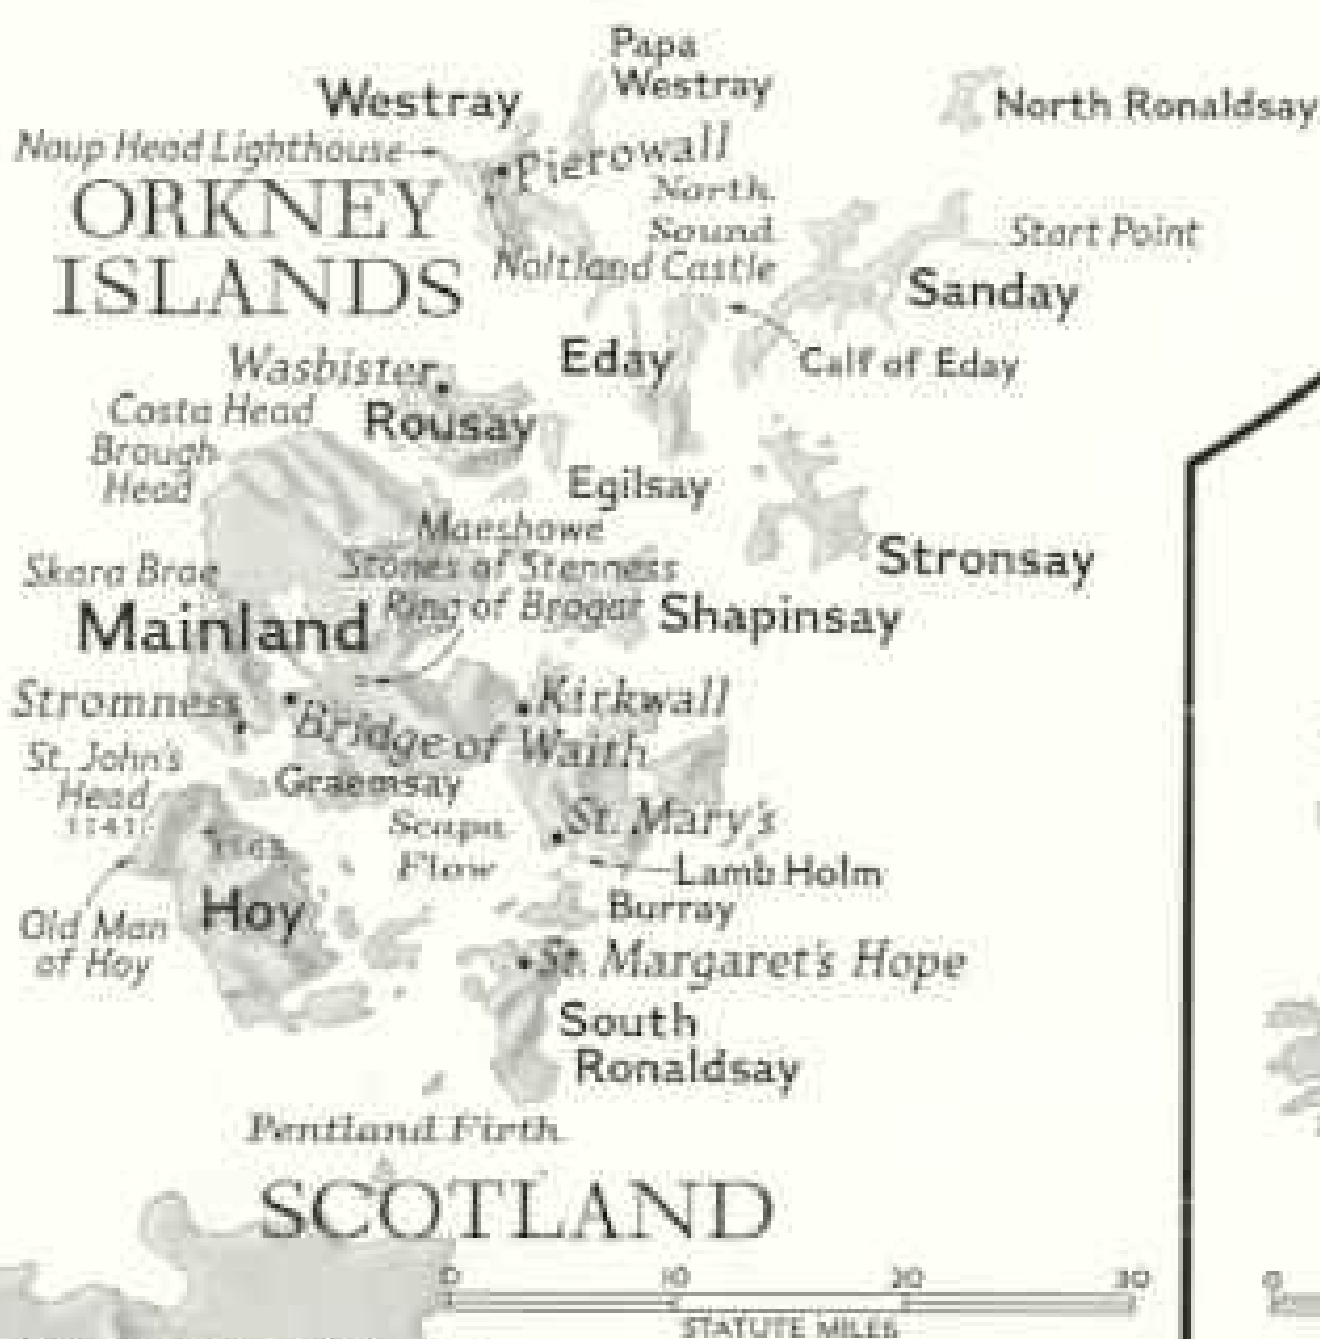 Papa
Westray
Westray
North Ronaldsay
Noup Head Lighthouse
Pierowall
ORKNEY
ISLANDS
North
Sound
Start Point
Noltland Castle
Sanday
Eday
Calf of Eday
Wasbister
Costa Head
Rousay
Brough
Head
Egilsay
Maeshowe
Stronsay
Skara Brae
Stones of Stenness
Ring of Brogar
Shapinsay
Mainland
Stromness
Kirkwall
Bridge of Waith
St. John's
Head
Graemsay
Scapa
Flow
St. Mary's
Lamb Holm
Hoy
Burray
Old Man
of Hoy
St. Margaret's Hope
South
Ronaldsay
Pentland Firth
SCOTLAND
0 10 20 30
STATUTE MILES
0